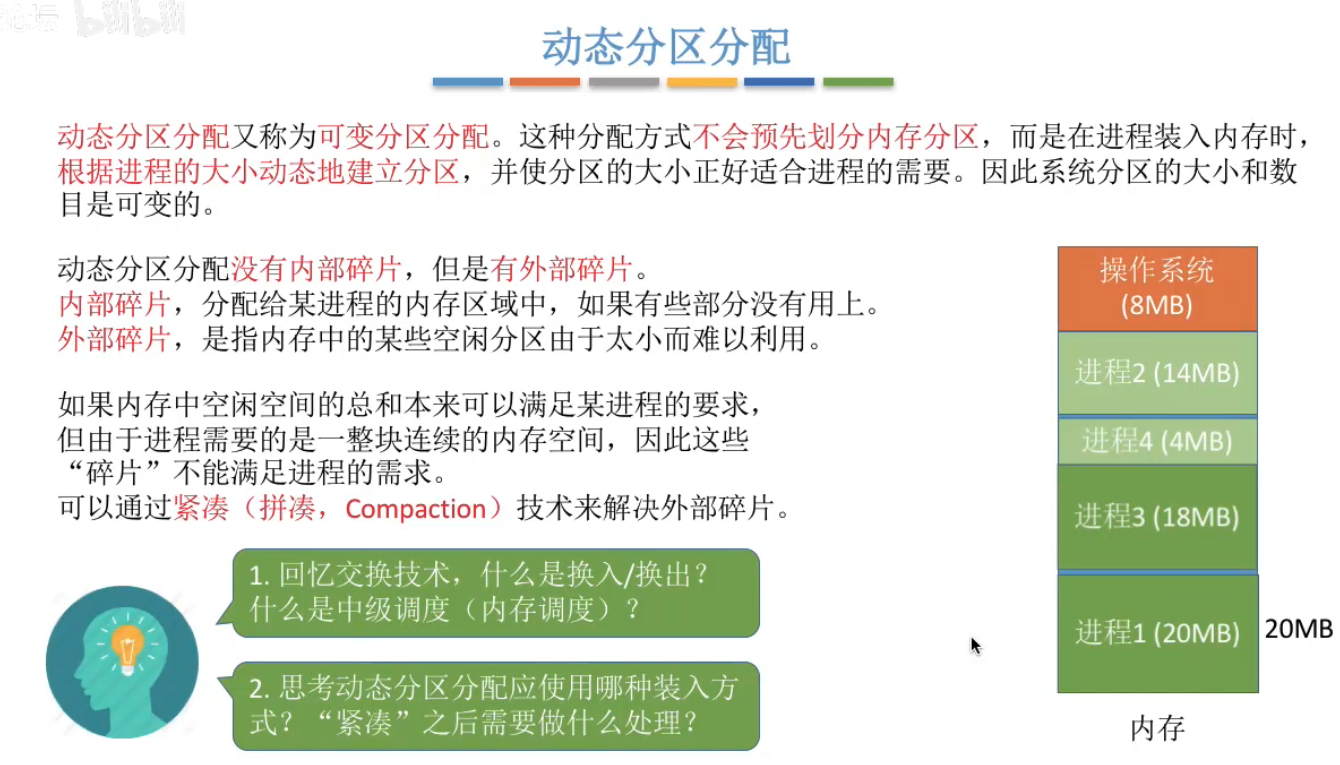 论坛 bilibili
动态分区分配
动态分区分配又称为可变分区分配。这种分配方式不会预先划分内存分区，而是在进程装入内存时，
根据进程的大小动态地建立分区，并使分区的大小正好适合进程的需要。因此系统分区的大小和数
目是可变的。
动态分区分配没有内部碎片，但是有外部碎片。
内部碎片，分配给某进程的内存区域中，如果有些部分没有用上。
外部碎片，是指内存中的某些空闲分区由于太小而难以利用。
如果内存中空闲空间的总和本来可以满足某进程的要求，
但由于进程需要的是一整块连续的内存空间，因此这些
“碎片”不能满足进程的需求。
可以通过紧凑（拼凑，Compaction）技术来解决外部碎片。
1. 回忆交换技术，什么是换入/换出？
什么是中级调度（内存调度）？
2. 思考动态分区分配应使用哪种装入方
式？“紧凑”之后需要做什么处理？
操作系统
(8MB)
进程2 (14MB)
进程4 (4MB)
进程3 (18MB)
进程1 (20MB)
20MB
内存